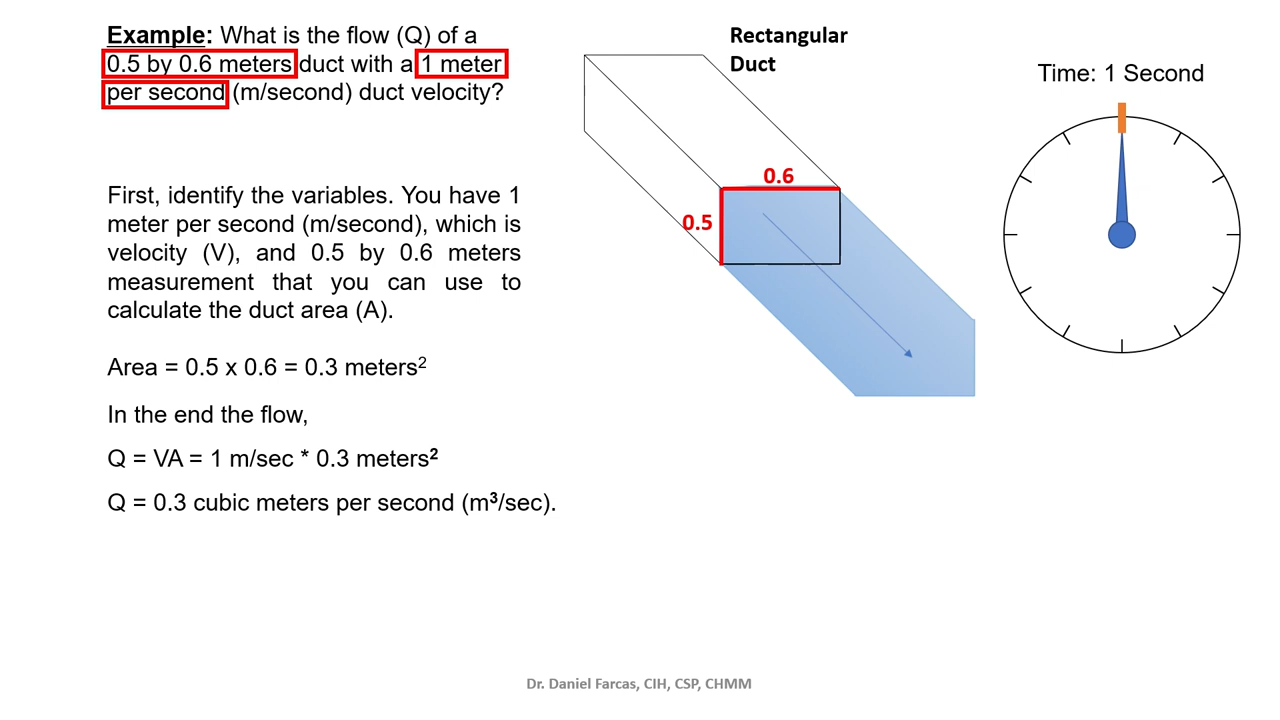 Example: What is the flow (Q) of a
0.5 by 0.6 meters duct with a 1 meter
per second (m/second) duct velocity?
First, identify the variables. You have 1
meter per second (m/second), which is
velocity (V), and 0.5 by 0.6 meters
measurement that you can use to
calculate the duct area (A).
Area = 0.5 x 0.6 = 0.3 meters²
In the end the flow,
Q = VA = 1 m/sec * 0.3 meters²
Q = 0.3 cubic meters per second (m³/sec).
Rectangular
Duct
0.6
0.5
Time: 1 Second
Dr. Daniel Farcas, CIH, CSP, CHMM